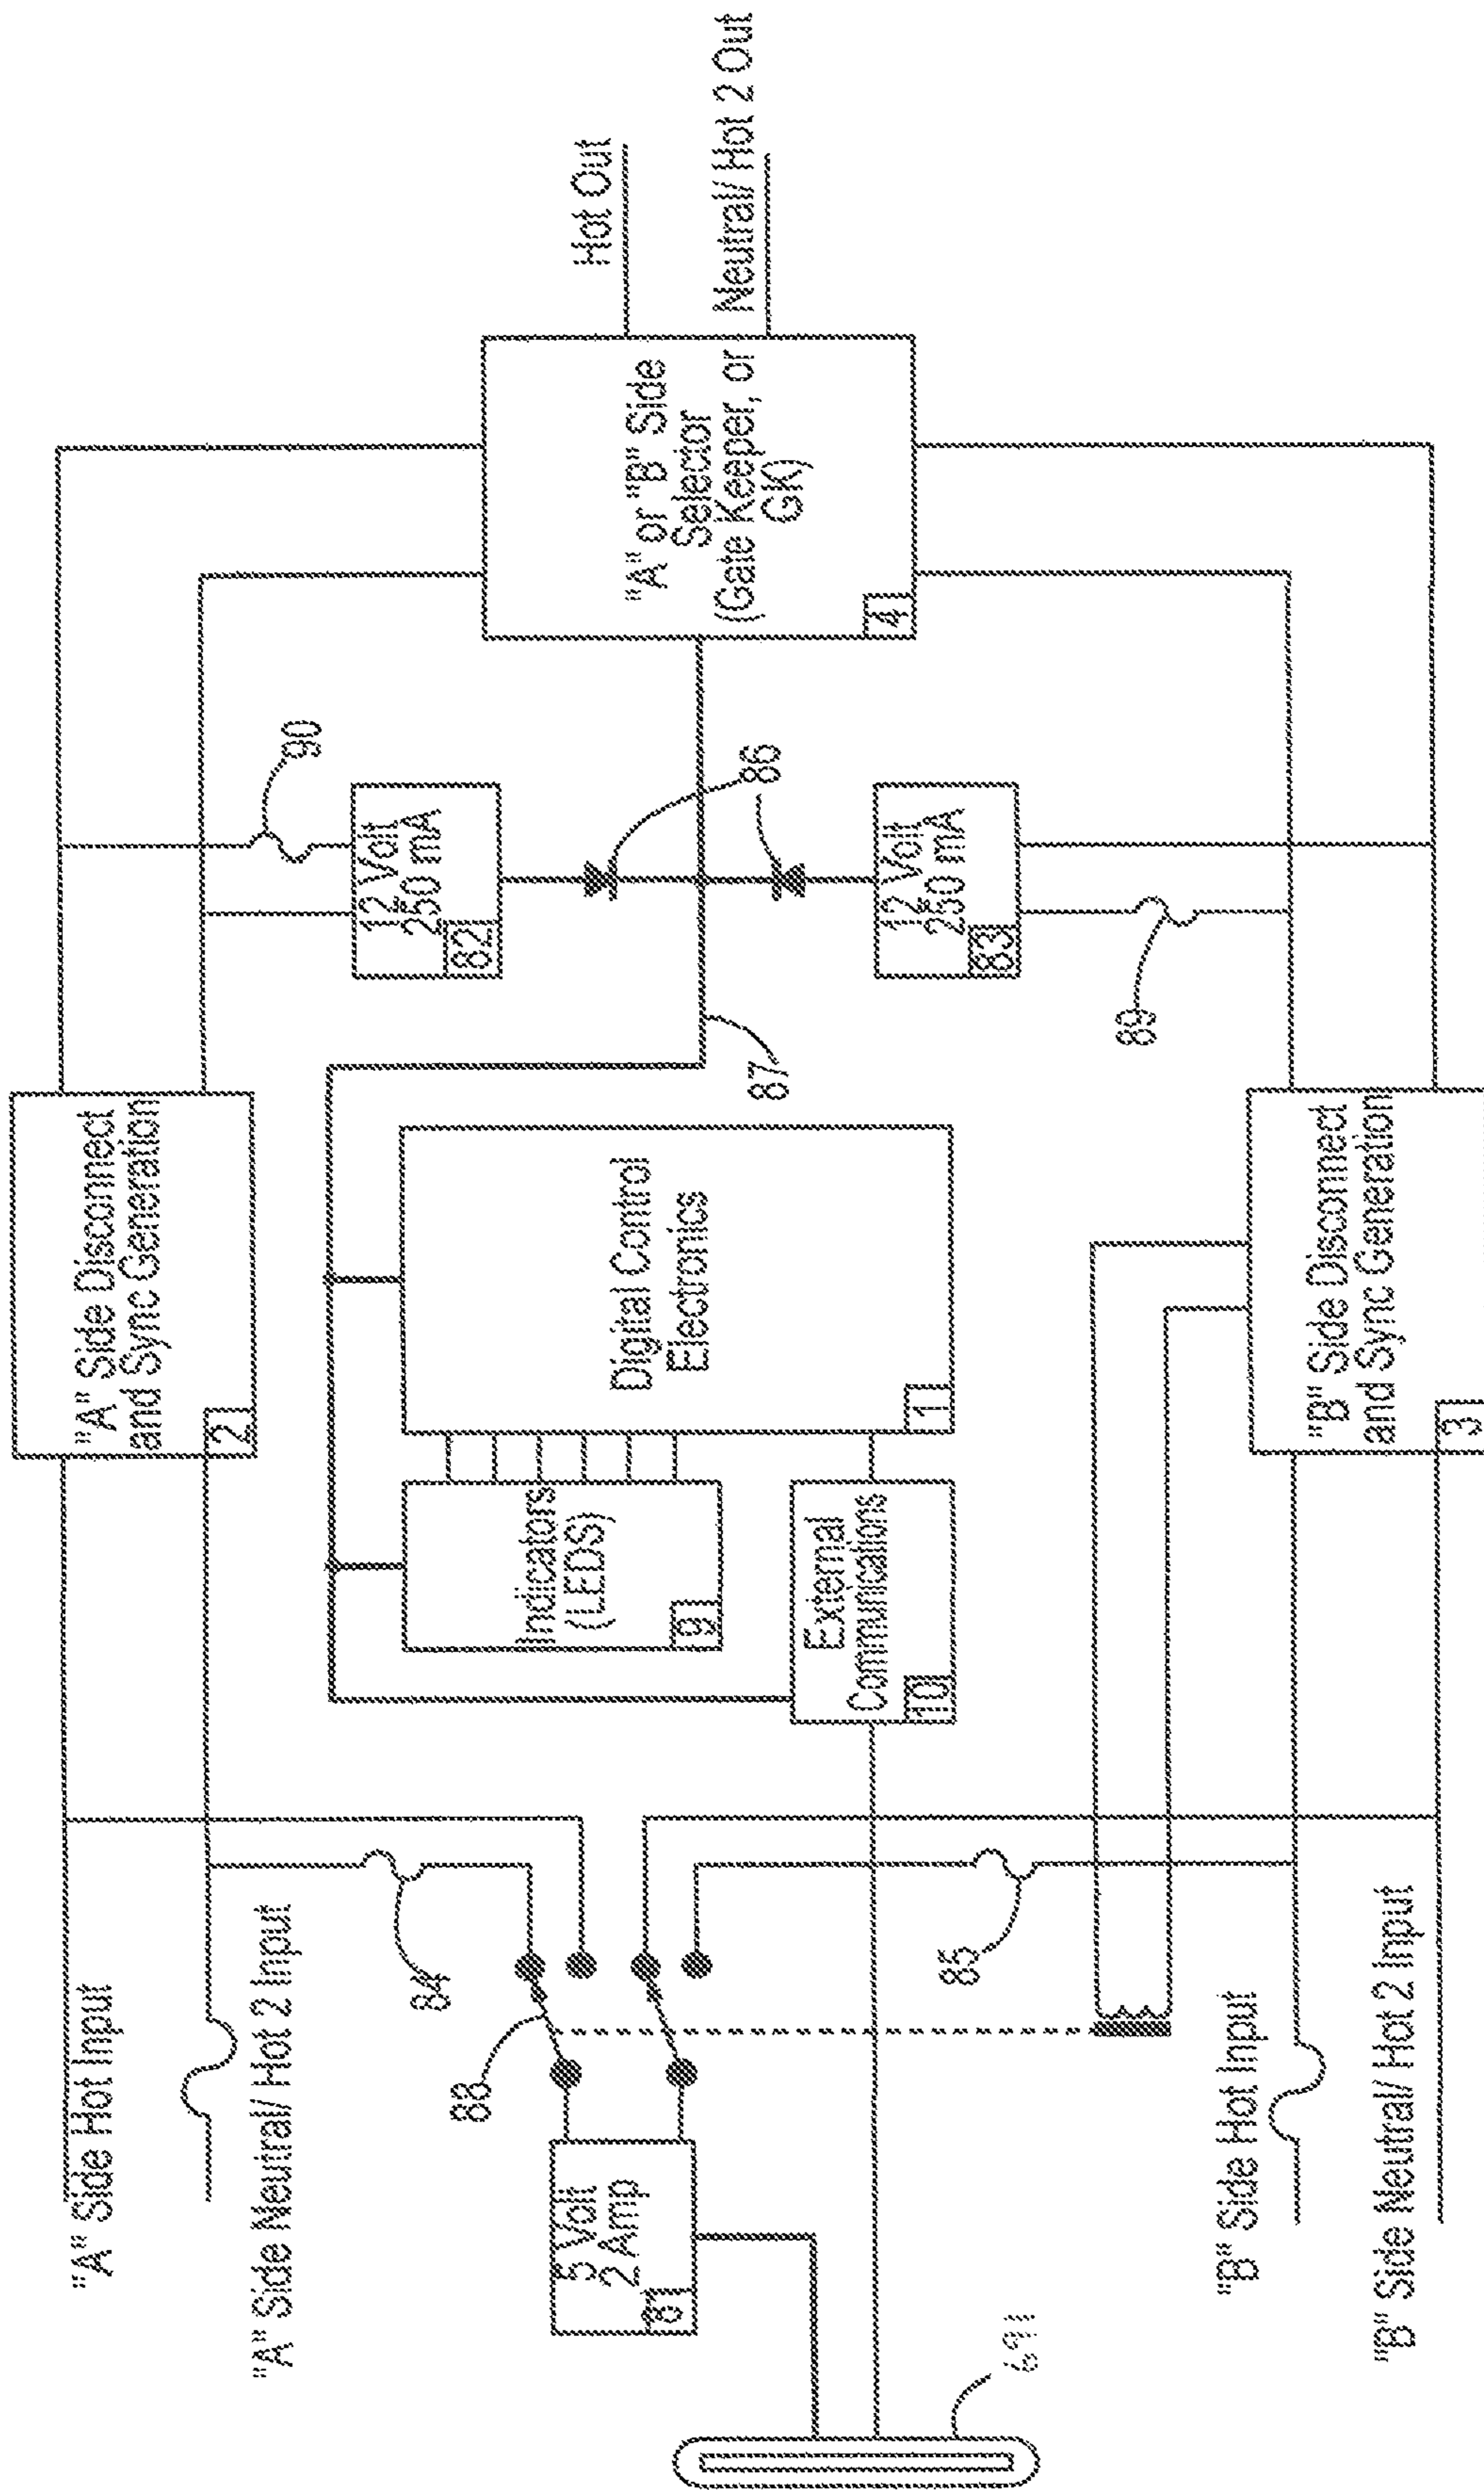 "A" Side Hot Input
"A" Side Neutral/ Hot 2 Input
"A" Side Disconnect
and Sync Generation
2
90
84
88
5 Volt
2 Amp
81
Indicators
(LEDS)
9
Digital Control
Electronics
1
External
Communications
10
12 Volt
250 mA
82
86
87
12 Volt
250 mA
83
89
"A" or "B" Side
Selector
(Gate Keeper, or
GK)
4
Hot Out
Neutral/ Hot 2 Out
85
169
"B" Side Hot Input
"B" Side Neutral/ Hot 2 Input
"B" Side Disconnect
and Sync Generation
3